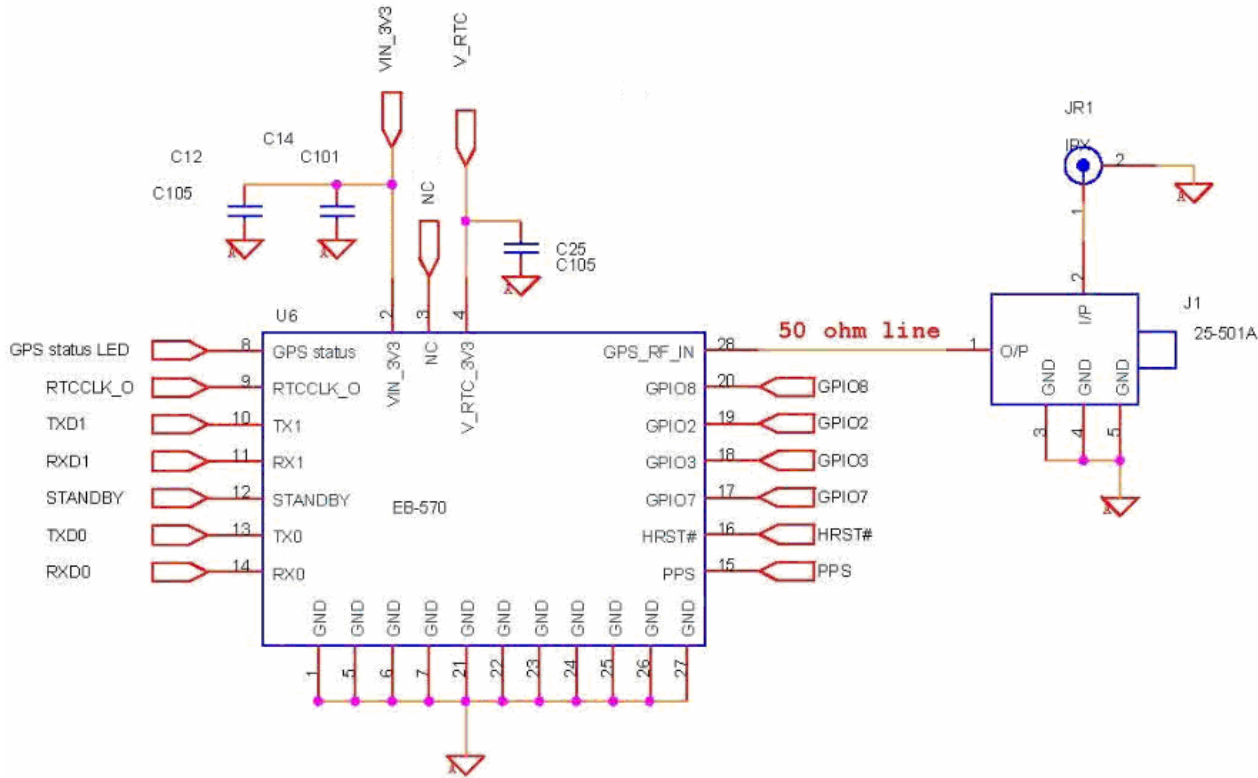 VIN_3V3
V_RTC
C14
C12
C101
C105
NC
C25
C105
JR1
IPX
2
1
2
I/P
J1
25-501A
1
O/P
GND
GND
GND
3
4
5
U6
2
3
4
VIN_3V3
NC
V_RTC_3V3
50 ohm line
GPS status LED
8
GPS status
GPS_RF_IN
28
RTCCLK_O
9
RTCCLK_O
GPIO8
20
GPIO8
TXD1
10
TX1
GPIO2
19
GPIO2
RXD1
11
RX1
GPIO3
18
GPIO3
STANDBY
12
STANDBY
EB-570
GPIO7
17
GPIO7
TXD0
13
TX0
HRST#
16
HRST#
RXD0
14
RX0
PPS
15
PPS
GND
GND
GND
GND
GND
GND
GND
GND
GND
GND
GND
1
5
6
7
21
22
23
24
25
26
27